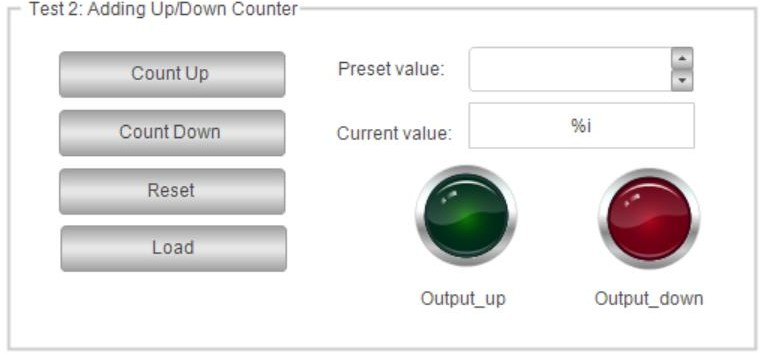 Test 2: Adding Up/Down Counter
Count Up
Preset value:
Count Down
Current value:
%i
Reset
Load
Output_up
Output_down